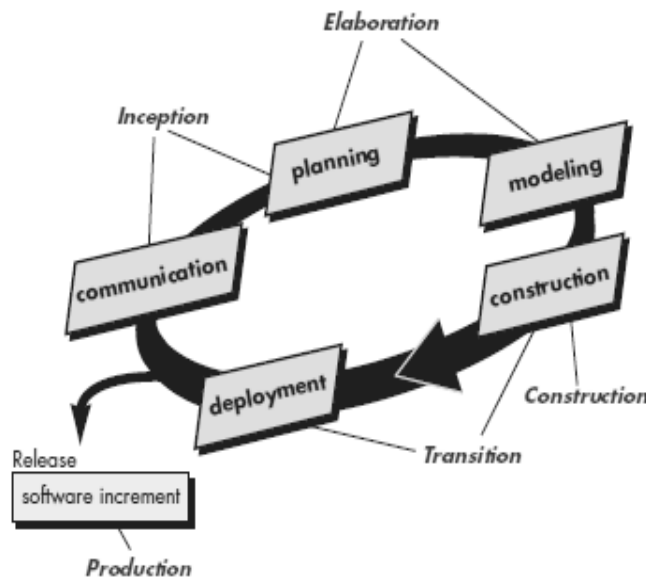 Elaboration
Inception
planning
modeling
communication
construction
deployment
Construction
Transition
Release
software increment
Production